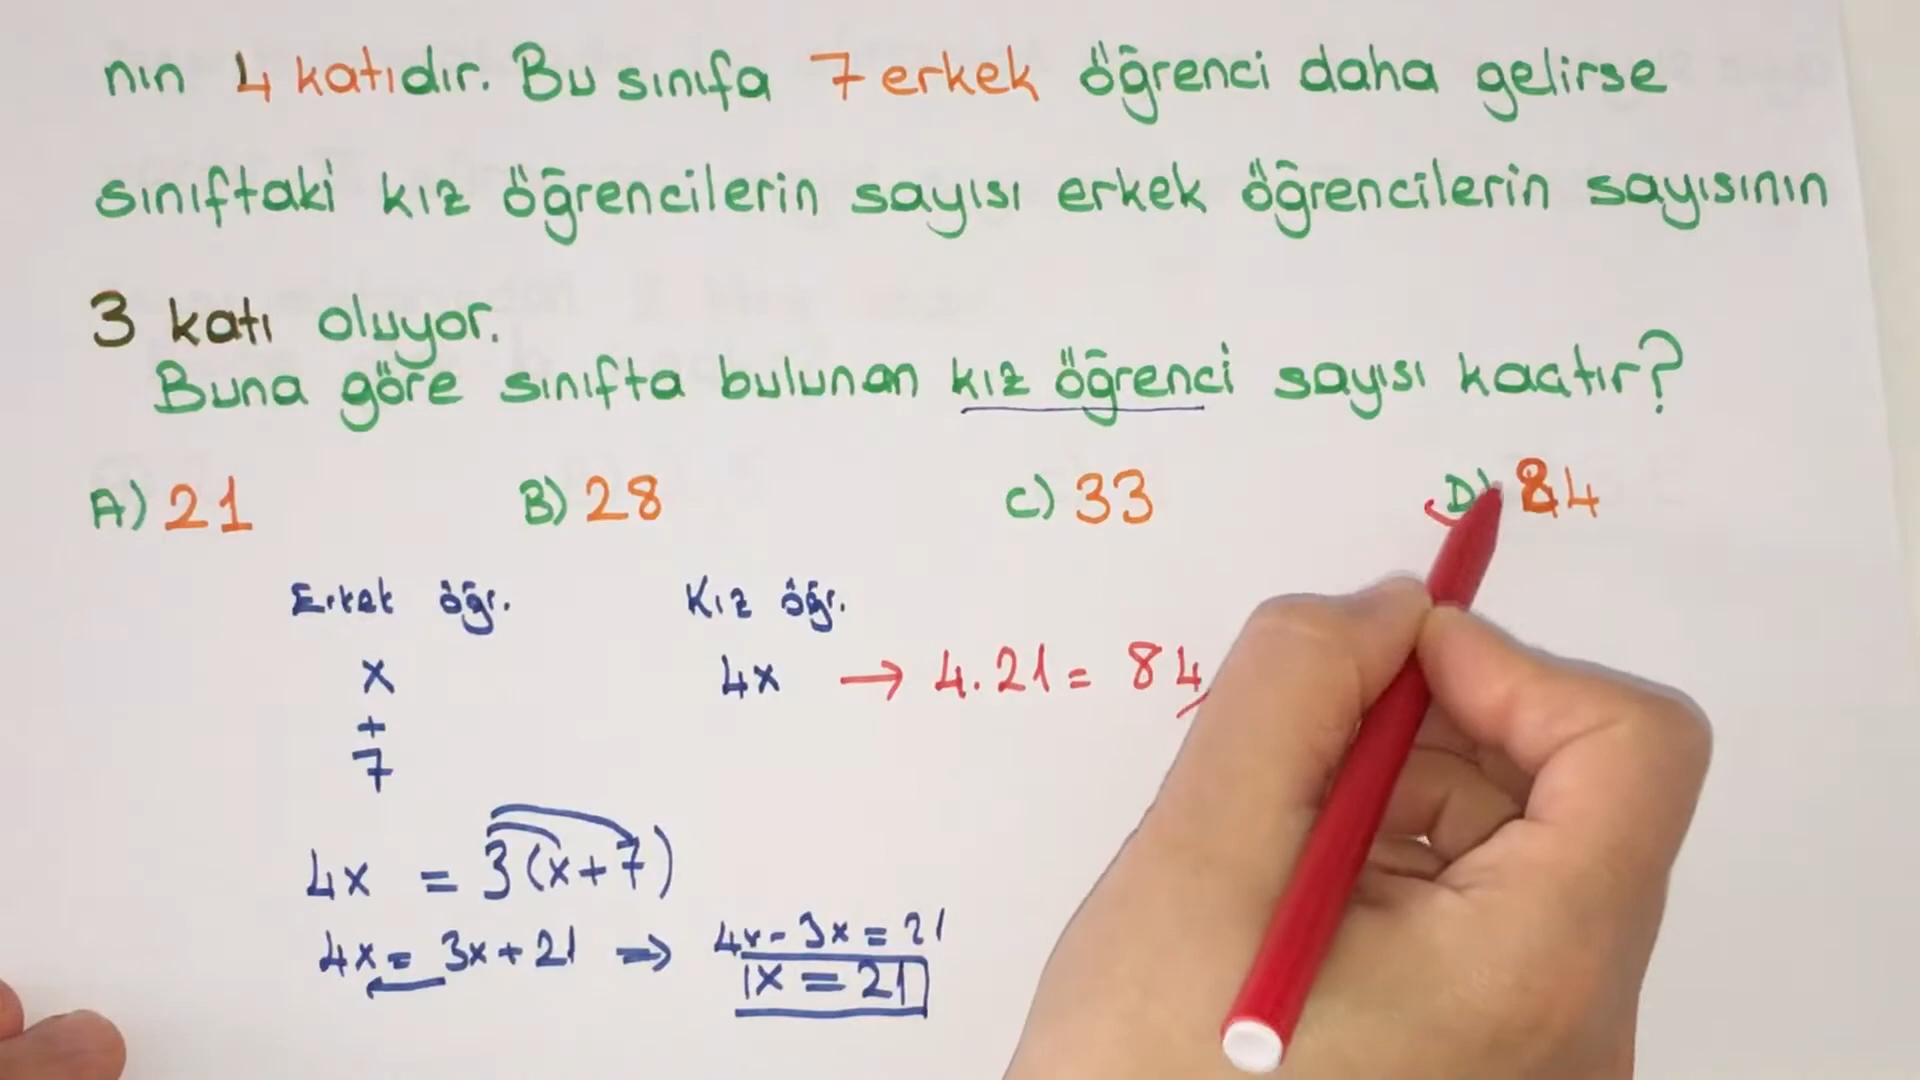 nın 4 katıdır. Bu sınıfa 7 erkek öğrenci daha gelirse
sınıftaki kız öğrencilerin sayısı erkek öğrencilerin sayısının
3 katı oluyor.
Buna göre sınıfta bulunan kız öğrenci sayısı kaçtır?
A) 21 B) 28 C) 33 D) 84
Erkek öğr. Kız öğr.
x 4x → 4.21 = 84
+
7
4x = 3(x+7)
4x = 3x + 21 ⇒ 4x - 3x = 21
1x = 21